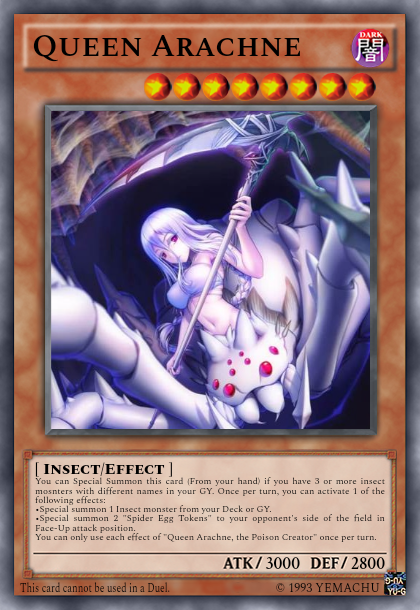 QUEEN ARACHNE
DARK
闇
[ INSECT/EFFECT ]
You can Special Summon this card (From your hand) if you have 3 or more insect
mosnters with different names in your GY. Once per turn, you can activate 1 of the
following effects:
•Special summon 1 Insect monster from your Deck or GY.
•Special summon 2 "Spider Egg Tokens" to your opponent's side of the field in
Face-Up attack position.
You can only use each effect of "Queen Arachne, the Poison Creator" once per turn.
ATK / 3000 DEF / 2800
This card cannot be used in a Duel.
© 1993 YEMACHU